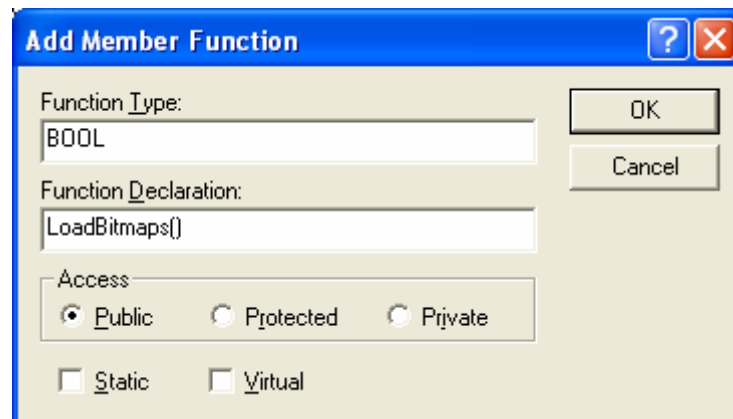 Add Member Function
Function Type:
BOOL
OK
Function Declaration:
Cancel
LoadBitmaps()
Access
Public Protected Private
Static Virtual